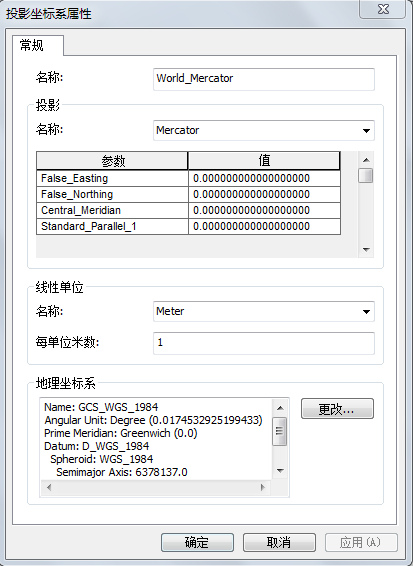 投影坐标系属性
常规
名称: World_Mercator
投影
名称: Mercator
参数 值
False_Easting 0.000000000000000000
False_Northing 0.000000000000000000
Central_Meridian 0.000000000000000000
Standard_Parallel_1 0.000000000000000000
线性单位
名称: Meter
每单位米数: 1
地理坐标系
Name: GCS_WGS_1984
Angular Unit: Degree (0.0174532925199433)
Prime Meridian: Greenwich (0.0)
Datum: D_WGS_1984
Spheroid: WGS_1984
Semimajor Axis: 6378137.0
更改...
确定 取消 应用(A)